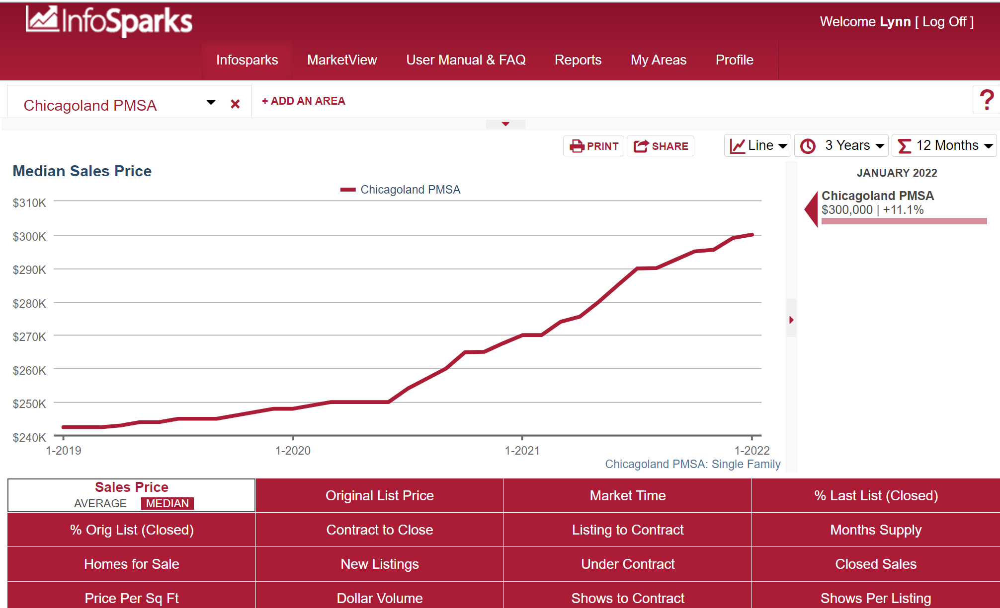 InfoSparks
Welcome Lynn [ Log Off ]
Infosparks MarketView User Manual & FAQ Reports My Areas Profile
Chicagoland PMSA
+ ADD AN AREA
?
PRINT SHARE Line 3 Years 12 Months
Median Sales Price
Chicagoland PMSA
$310K
$300K
$290K
$280K
$270K
$260K
$250K
$240K
1-2019 1-2020 1-2021 1-2022
Chicagoland PMSA: Single Family
JANUARY 2022
Chicagoland PMSA
$300,000 | +11.1%
Sales Price
AVERAGE MEDIAN
Original List Price Market Time % Last List (Closed)
% Orig List (Closed) Contract to Close Listing to Contract Months Supply
Homes for Sale New Listings Under Contract Closed Sales
Price Per Sq Ft Dollar Volume Shows to Contract Shows Per Listing